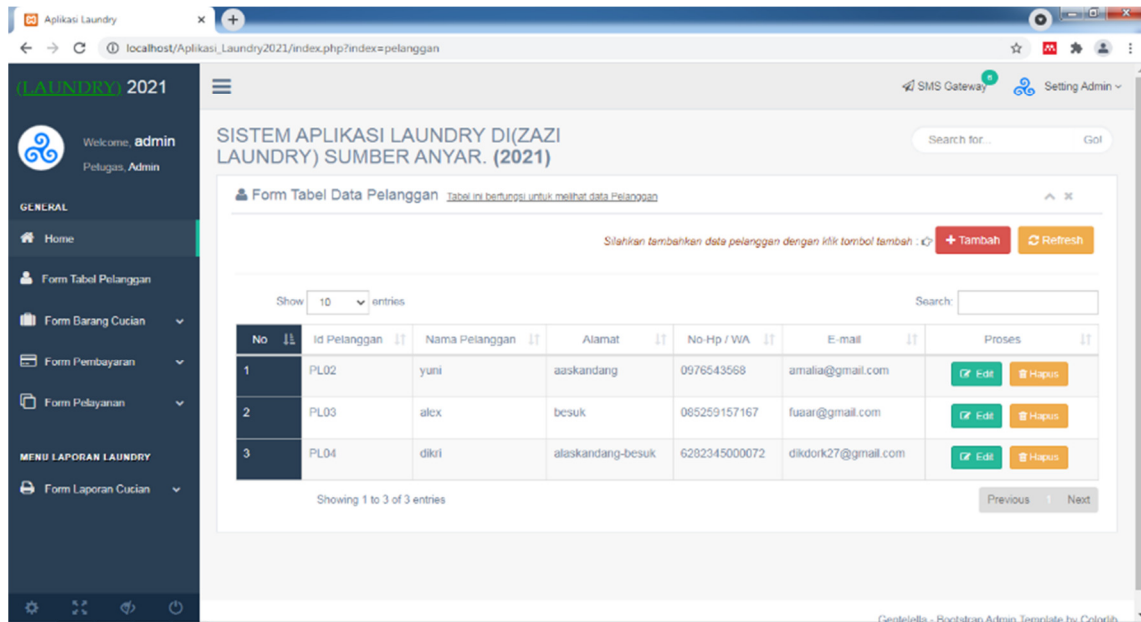 Aplikasi Laundry
localhost/Aplikasi_Laundry2021/index.php?index=pelanggan
(LAUNDRY) 2021
SMS Gateway
Setting Admin
Welcome, admin
Petugas, Admin
SISTEM APLIKASI LAUNDRY DI(ZAZI
LAUNDRY) SUMBER ANYAR. (2021)
Search for...
Go!
GENERAL
Home
Form Tabel Pelanggan
Form Barang Cucian
Form Pembayaran
Form Pelayanan
MENU LAPORAN LAUNDRY
Form Laporan Cucian
Form Tabel Data Pelanggan Tabel ini berfungsi untuk melihat data Pelanggan
Silahkan tambahkan data pelanggan dengan klik tombol tambah :
+ Tambah
Refresh
Show 10 entries
Search:
No Id Pelanggan Nama Pelanggan Alamat No-Hp / WA E-mail Proses
1 PL02 yuni aaskandang 0976543568 amalia@gmail.com Edit Hapus
2 PL03 alex besuk 085259157167 fuaar@gmail.com Edit Hapus
3 PL04 dikri alaskandang-besuk 6282345000072 dikdork27@gmail.com Edit Hapus
Showing 1 to 3 of 3 entries
Previous 1 Next
Gentelella - Bootstrap Admin Template by Colorlib